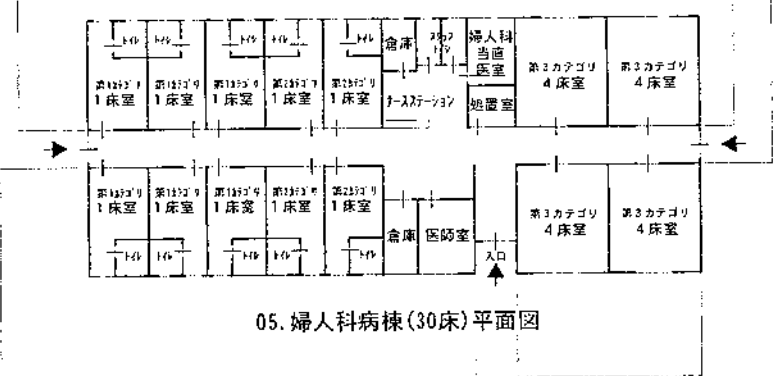 トイレ トイレ トイレ トイレ トイレ
倉庫
スタッフ
トイレ
婦人科
当直
医室
第1カテゴリ 第1カテゴリ 第1カテゴリ 第2カテゴリ 第2カテゴリ
1床室 1床室 1床室 1床室 1床室
ナースステーション
処置室
第3カテゴリ 第3カテゴリ
4床室 4床室
第1カテゴリ 第1カテゴリ 第1カテゴリ 第2カテゴリ 第2カテゴリ
1床室 1床室 1床室 1床室 1床室
トイレ トイレ トイレ トイレ トイレ
倉庫 医師室
入口
第3カテゴリ 第3カテゴリ
4床室 4床室
05.婦人科病棟(30床)平面図